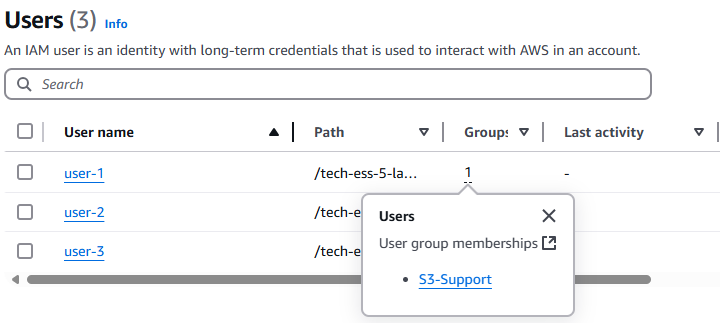 Users (3) Info
An IAM user is an identity with long-term credentials that is used to interact with AWS in an account.
Search
User name Path Groups Last activity
user-1 /tech-ess-5-la... 1 -
user-2 /tech-e
user-3 /tech-e
Users
User group memberships
S3-Support